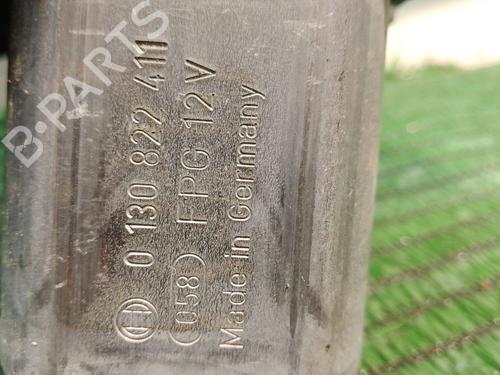 0 130 822 411
(058) FPG 12V
Made in Germany
B-PARTS